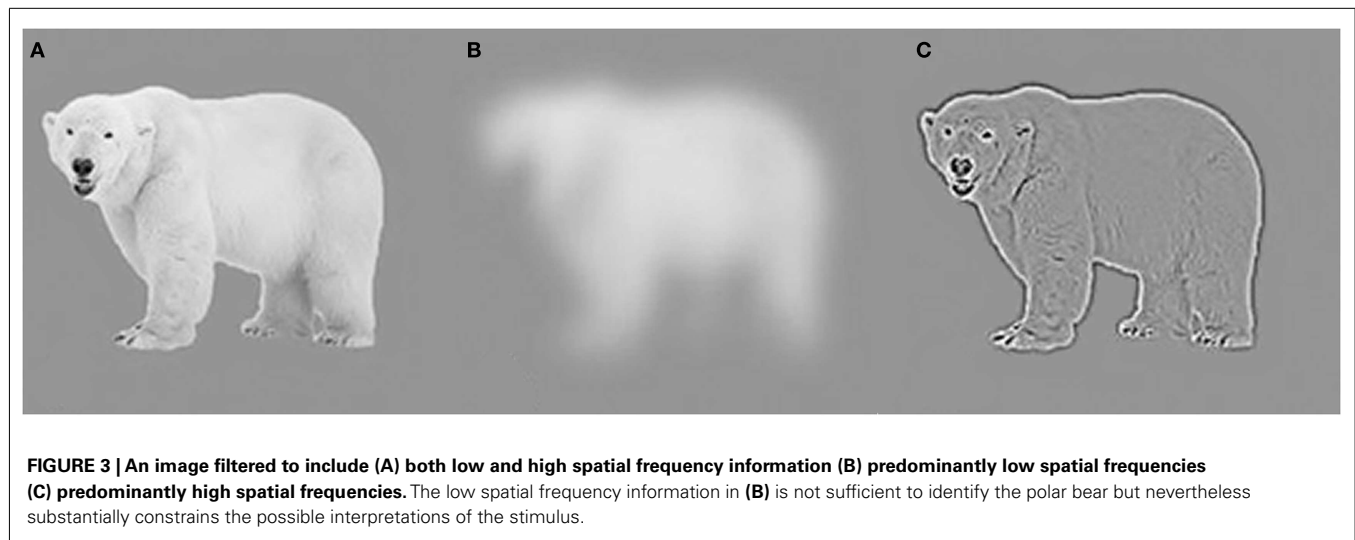 A
B
C
FIGURE 3 | An image filtered to include (A) both low and high spatial frequency information (B) predominantly low spatial frequencies
(C) predominantly high spatial frequencies. The low spatial frequency information in (B) is not sufficient to identify the polar bear but nevertheless
substantially constrains the possible interpretations of the stimulus.